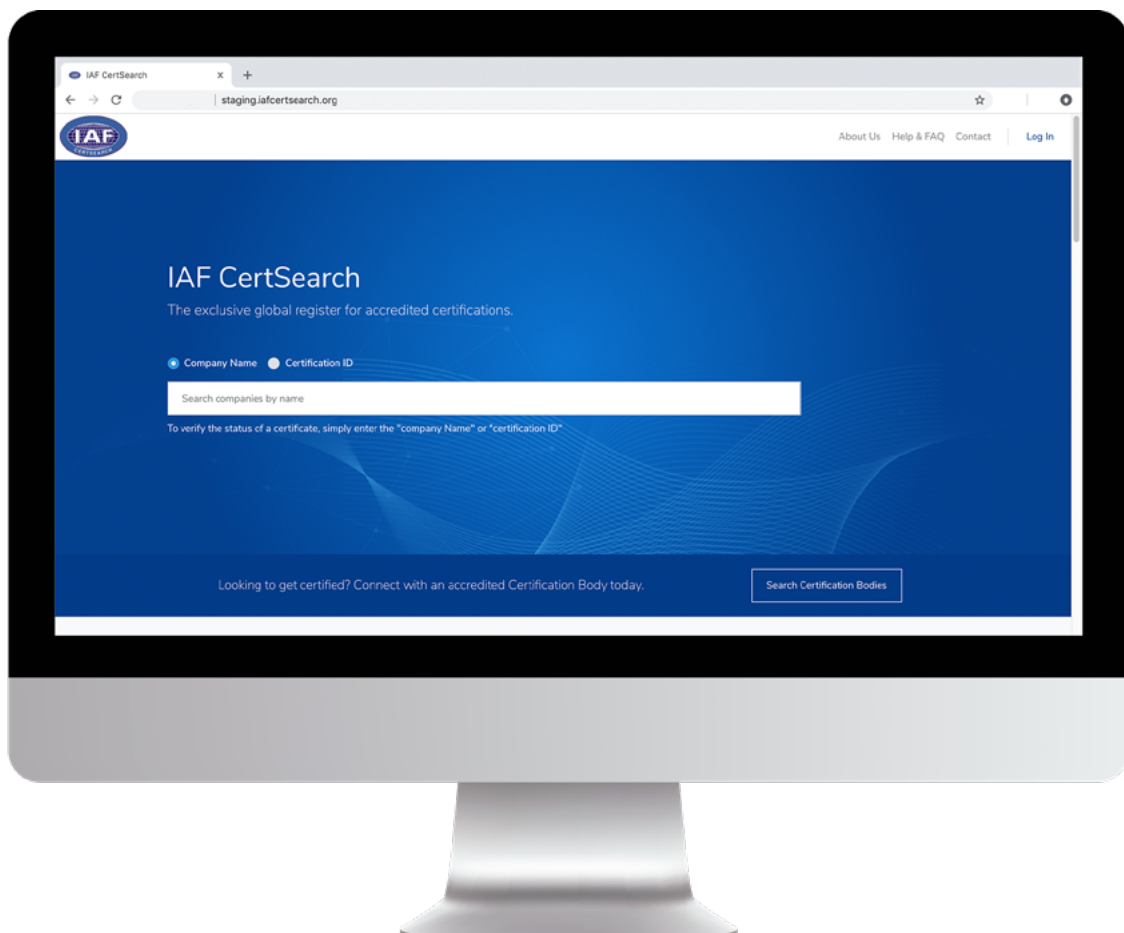 IAF CertSearch x +
staging.iafcertsearch.org
IAF
CERTSEARCH
About Us Help & FAQ Contact Log In
IAF CertSearch
The exclusive global register for accredited certifications.
Company Name Certification ID
Search companies by name
To verify the status of a certificate, simply enter the "company Name" or "certification ID"
Looking to get certified? Connect with an accredited Certification Body today. Search Certification Bodies